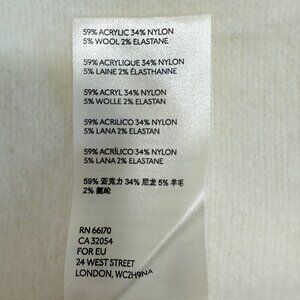 59% ACRYLIC 34% NYLON
5% WOOL 2% ELASTANE
59% ACRYLIQUE 34% NYLON
5% LAINE 2% ÉLASTHANNE
59% ACRYL 34% NYLON
5% WOLLE 2% ELASTAN
59% ACRILICO 34% NYLON
5% LANA 2% ELASTAN
59% ACRÍLICO 34% NYLON
5% LANA 2% ELASTANE
59% 亚克力 34% 尼龙 5% 羊毛
2% 氨纶
RN 66170
CA 32054
FOR EU
24 WEST STREET
LONDON, WC2H9NA